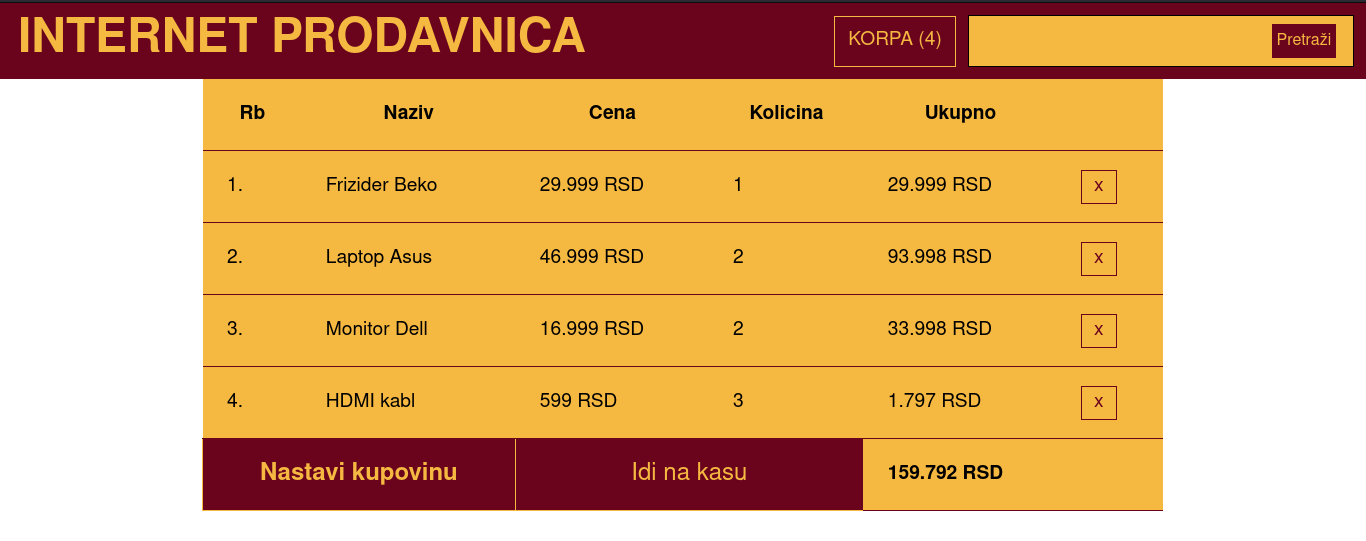 INTERNET PRODAVNICA KORPA (4) Pretraži
Rb Naziv Cena Kolicina Ukupno
1. Frizider Beko 29.999 RSD 1 29.999 RSD x
2. Laptop Asus 46.999 RSD 2 93.998 RSD x
3. Monitor Dell 16.999 RSD 2 33.998 RSD x
4. HDMI kabl 599 RSD 3 1.797 RSD x
Nastavi kupovinu Idi na kasu 159.792 RSD